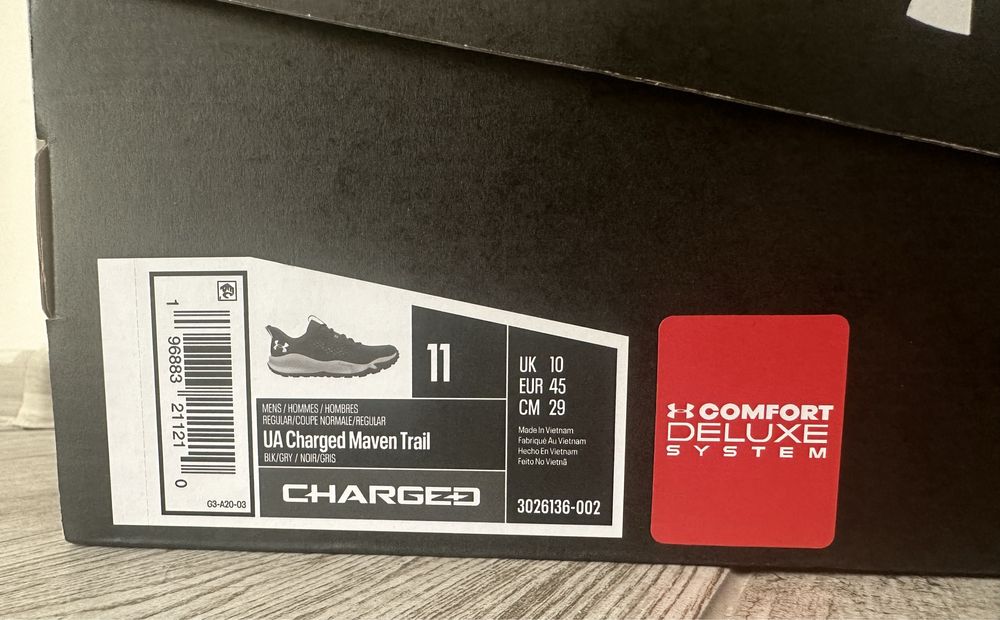 1 96883 21121 0
G3-A20-03
11
MENS / HOMMES / HOMBRES
REGULAR/COUPE NORMALE/REGULAR
UA Charged Maven Trail
BLK/GRY / NOIR/GRIS
CHARGED
UK 10
EUR 45
CM 29
Made In Vietnam
Fabriqué Au Vietnam
Hecho En Vietnam
Feito No Vietnã
3026136-002
COMFORT
DELUXE
SYSTEM